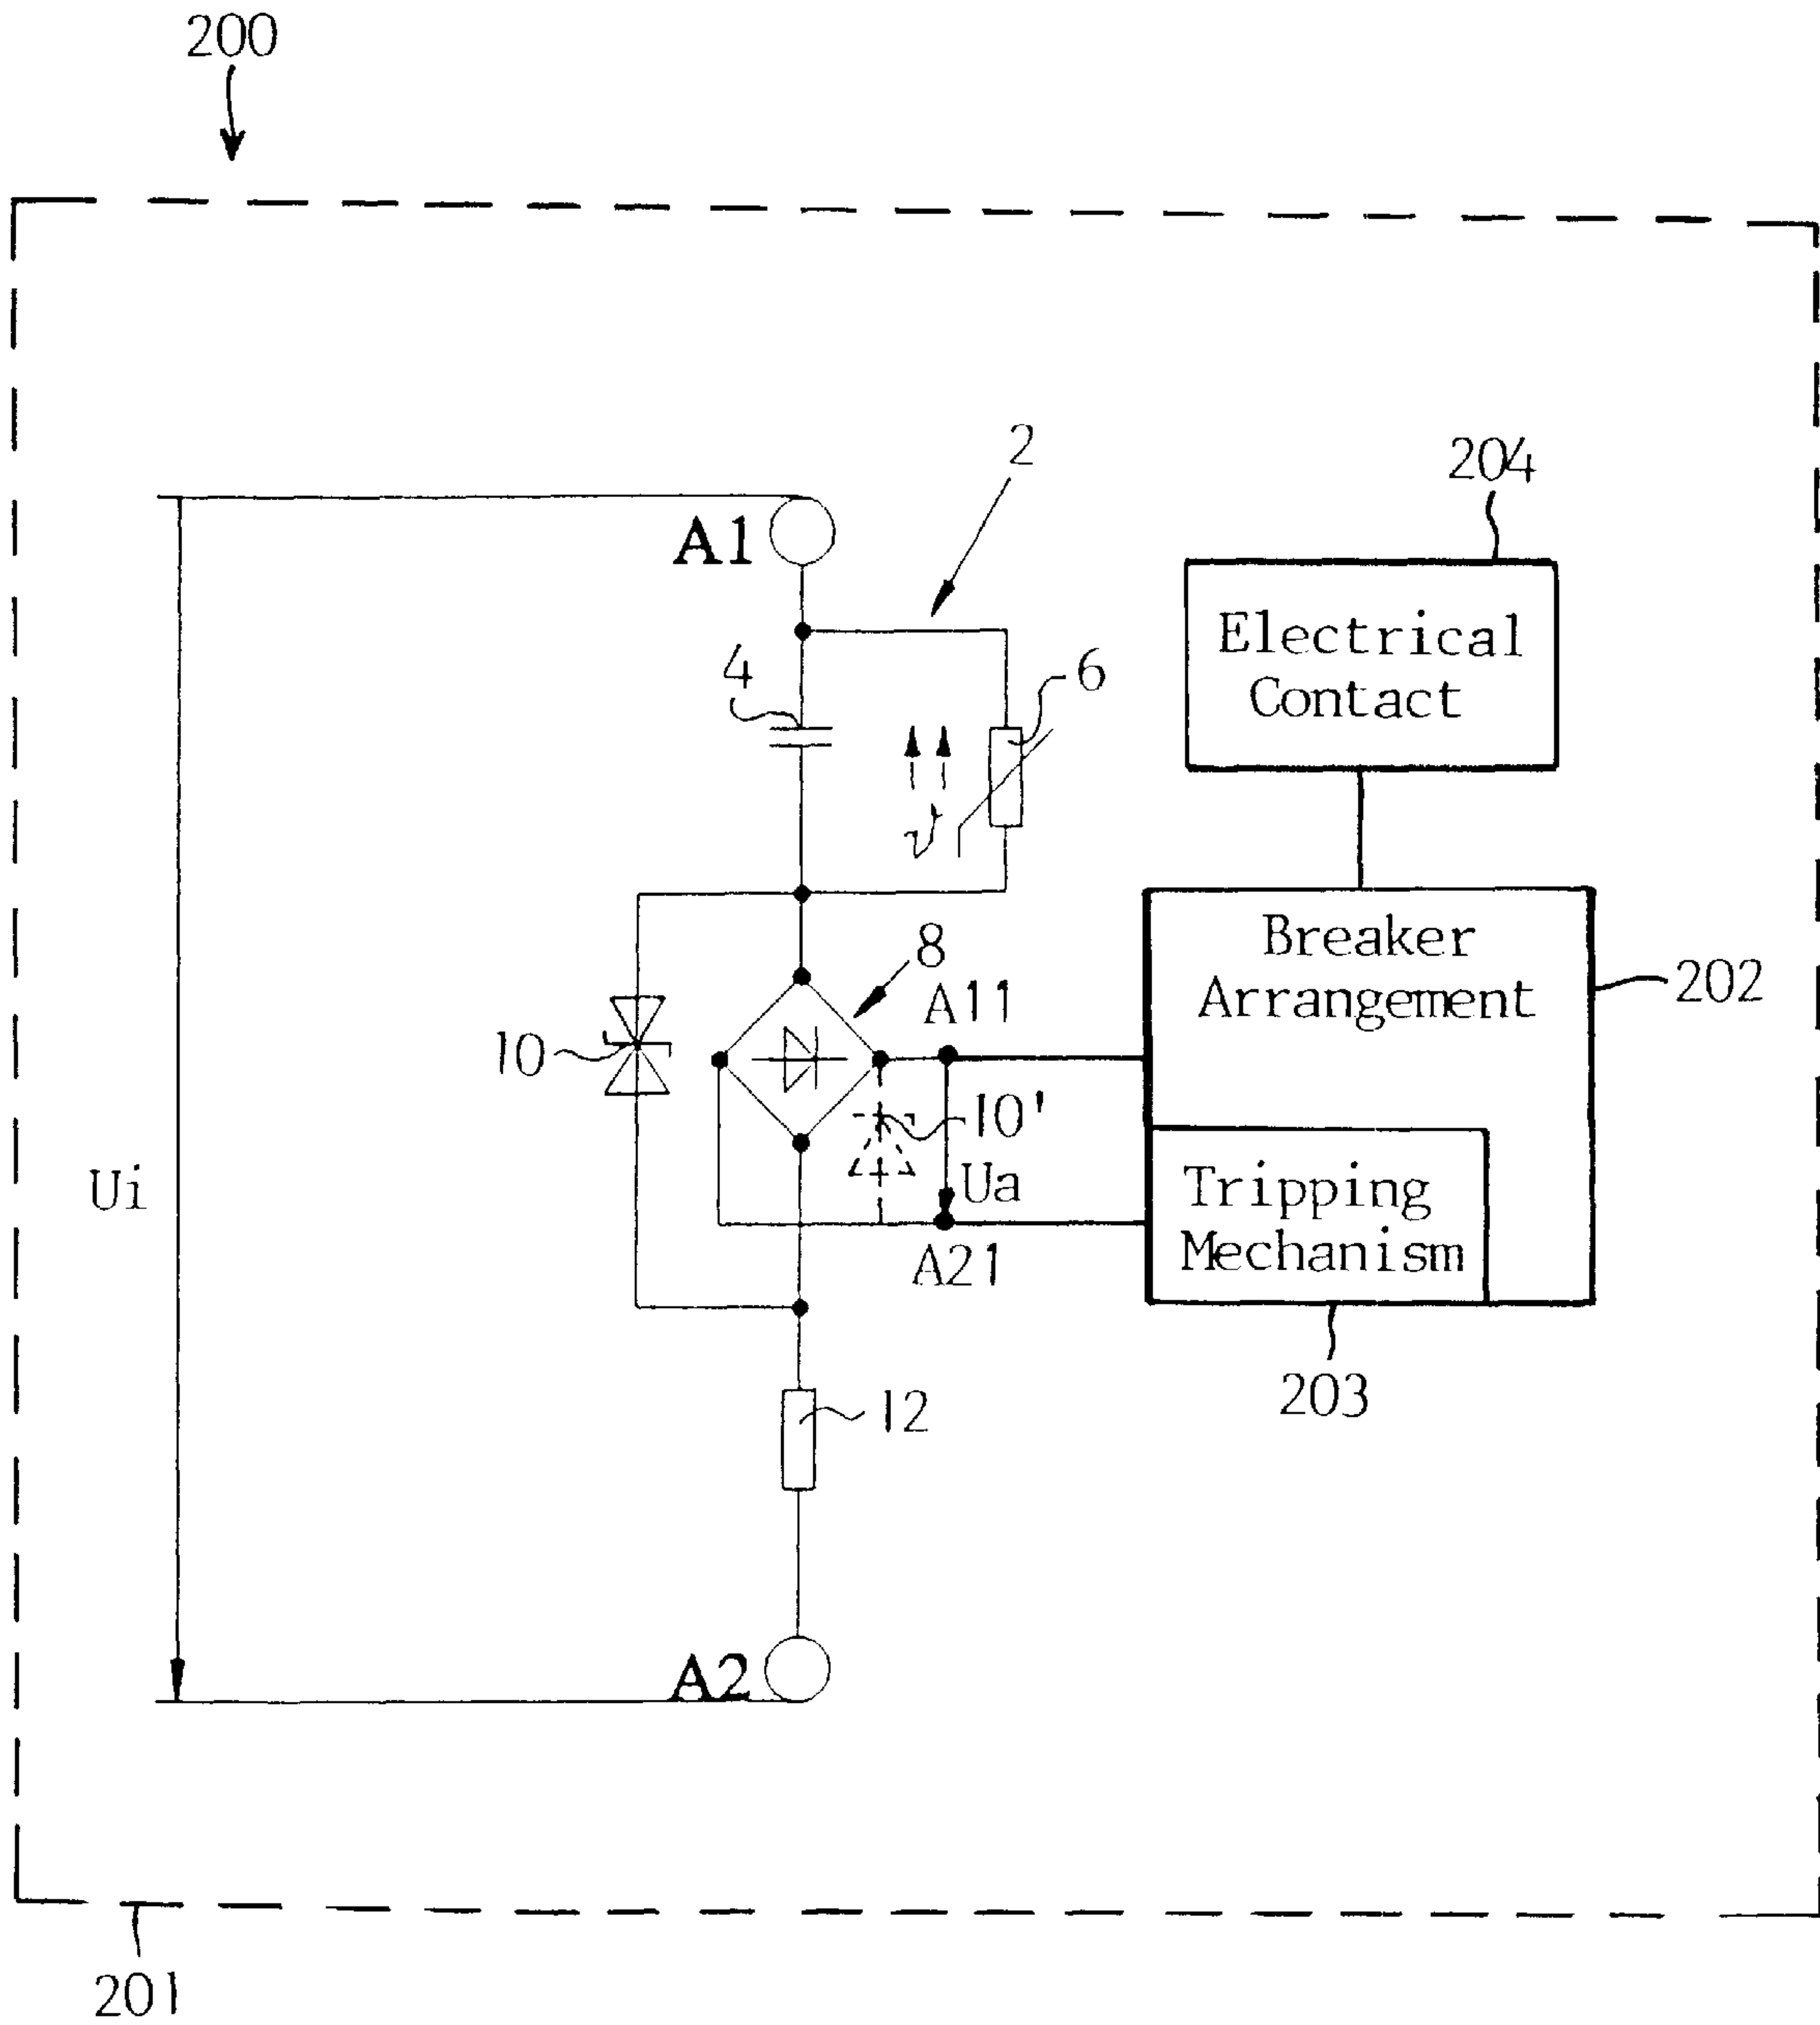 200
2
204
A1
Electrical
Contact
4
6
ϑ
Breaker
Arrangement
8
A11
202
10
10'
Ui
Ua
Tripping
Mechanism
A21
203
12
A2
201